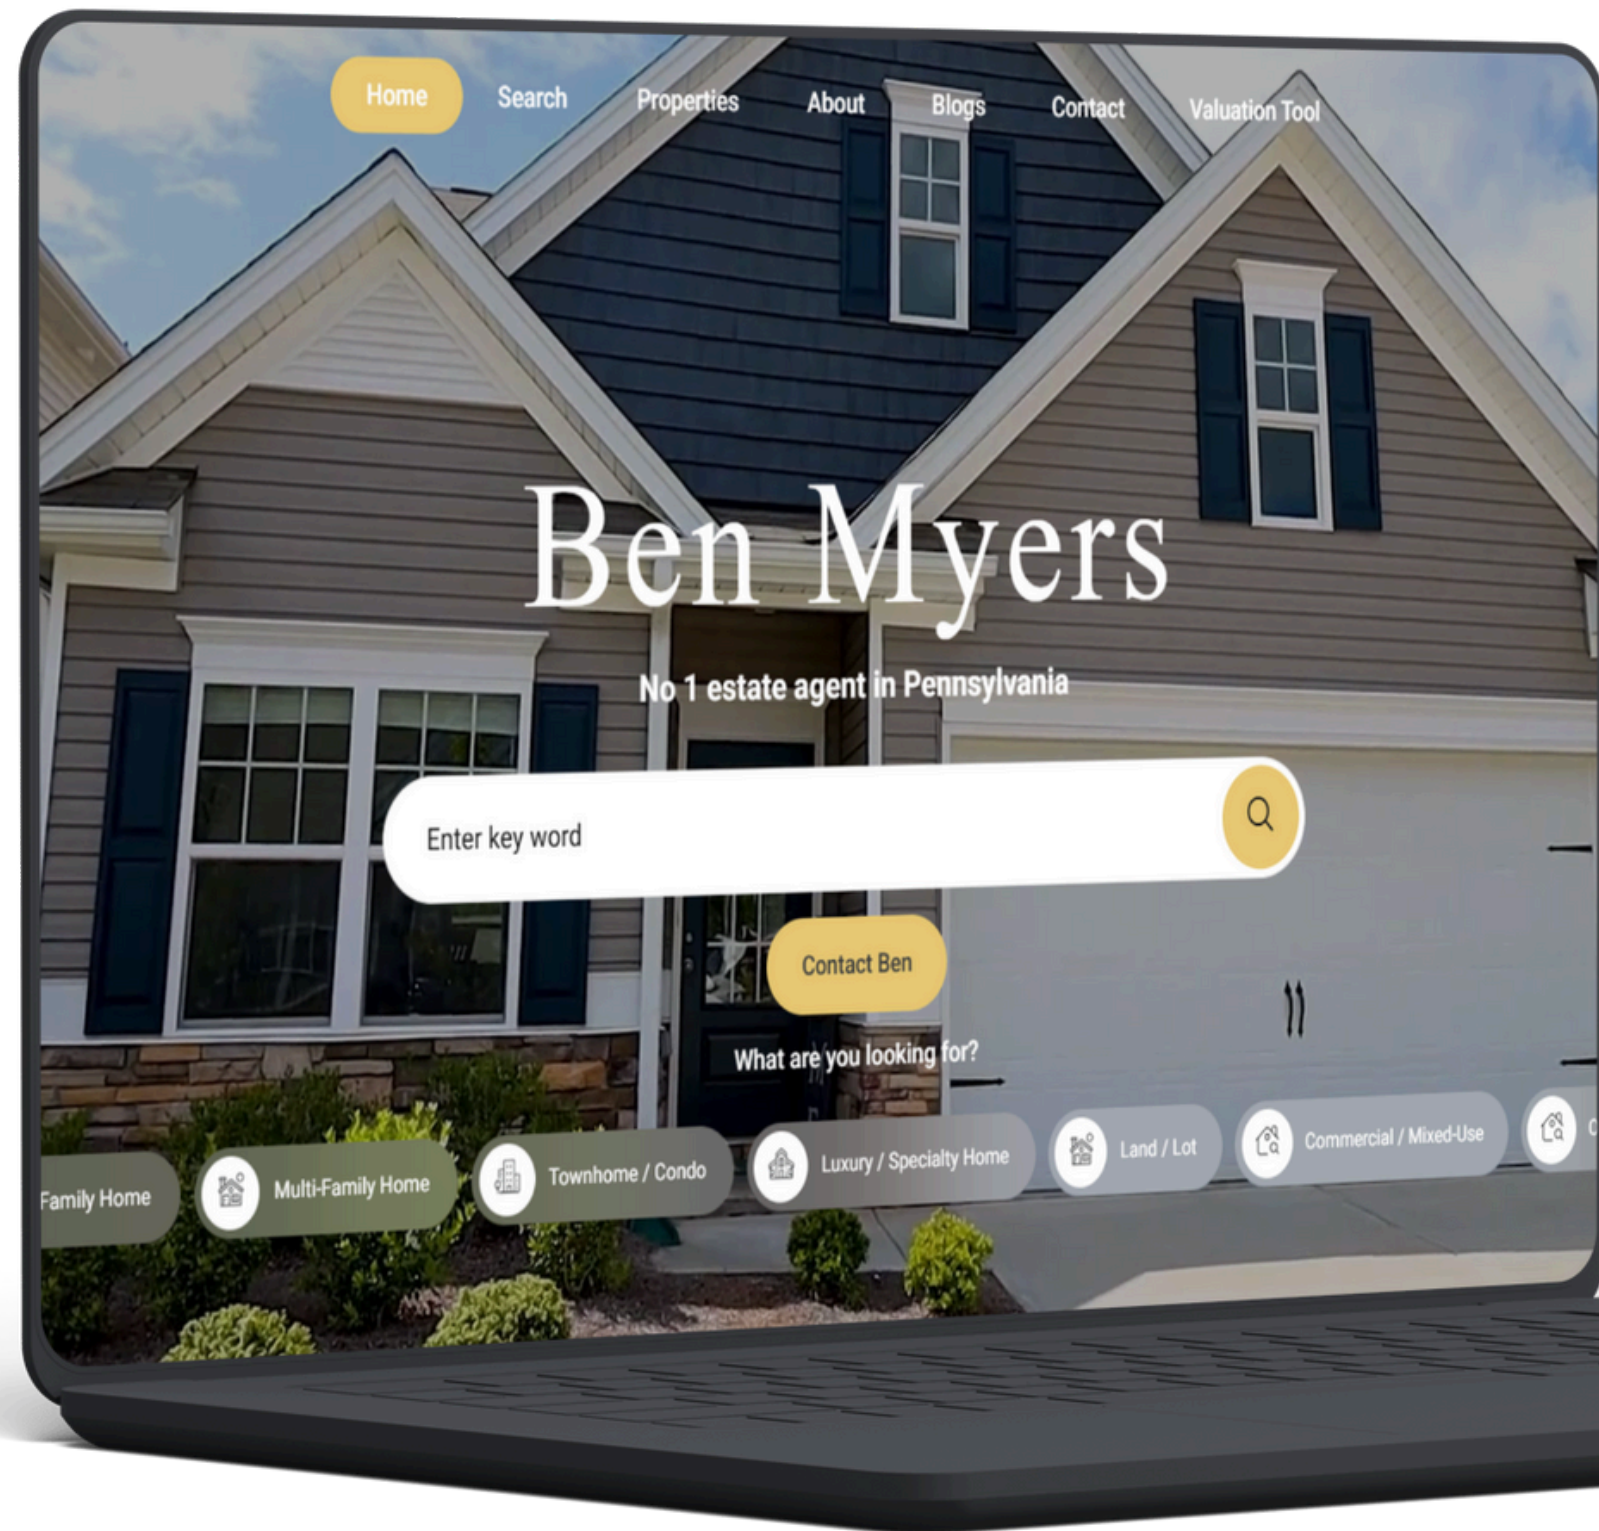 Home Search Properties About Blogs Contact Valuation Tool
Ben Myers
No 1 estate agent in Pennsylvania
Enter key word
Contact Ben
What are you looking for?
Family Home Multi-Family Home Townhome / Condo Luxury / Specialty Home Land / Lot Commercial / Mixed-Use